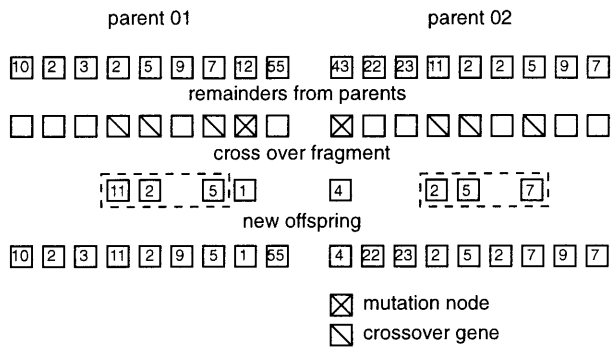 parent 01 parent 02
10 2 3 2 5 9 7 12 55 43 22 23 11 2 2 5 9 7
remainders from parents
cross over fragment
11 2 5 1 4 2 5 7
new offspring
10 2 3 11 2 9 5 1 55 4 22 23 2 5 2 7 9 7
mutation node
crossover gene